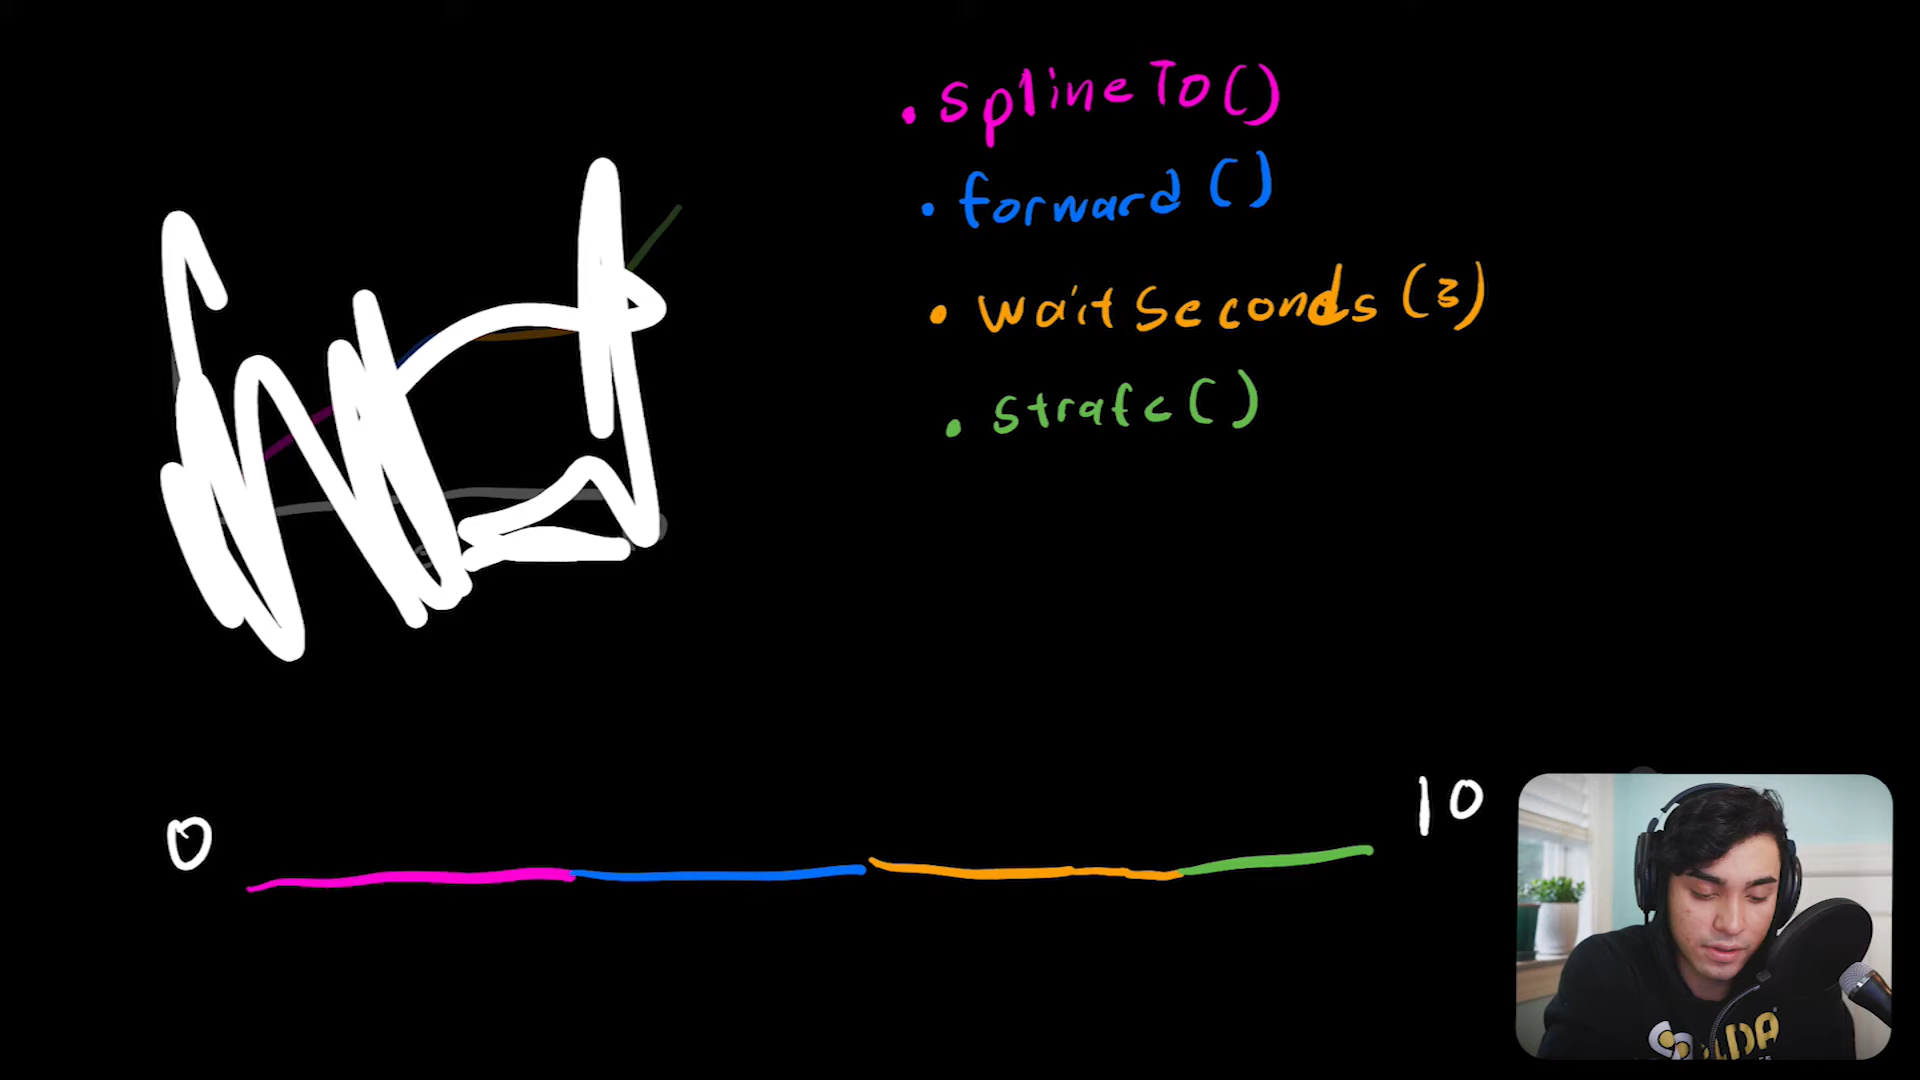 • splineTo()
• forward()
• waitSeconds(3)
• strafe()
0
10